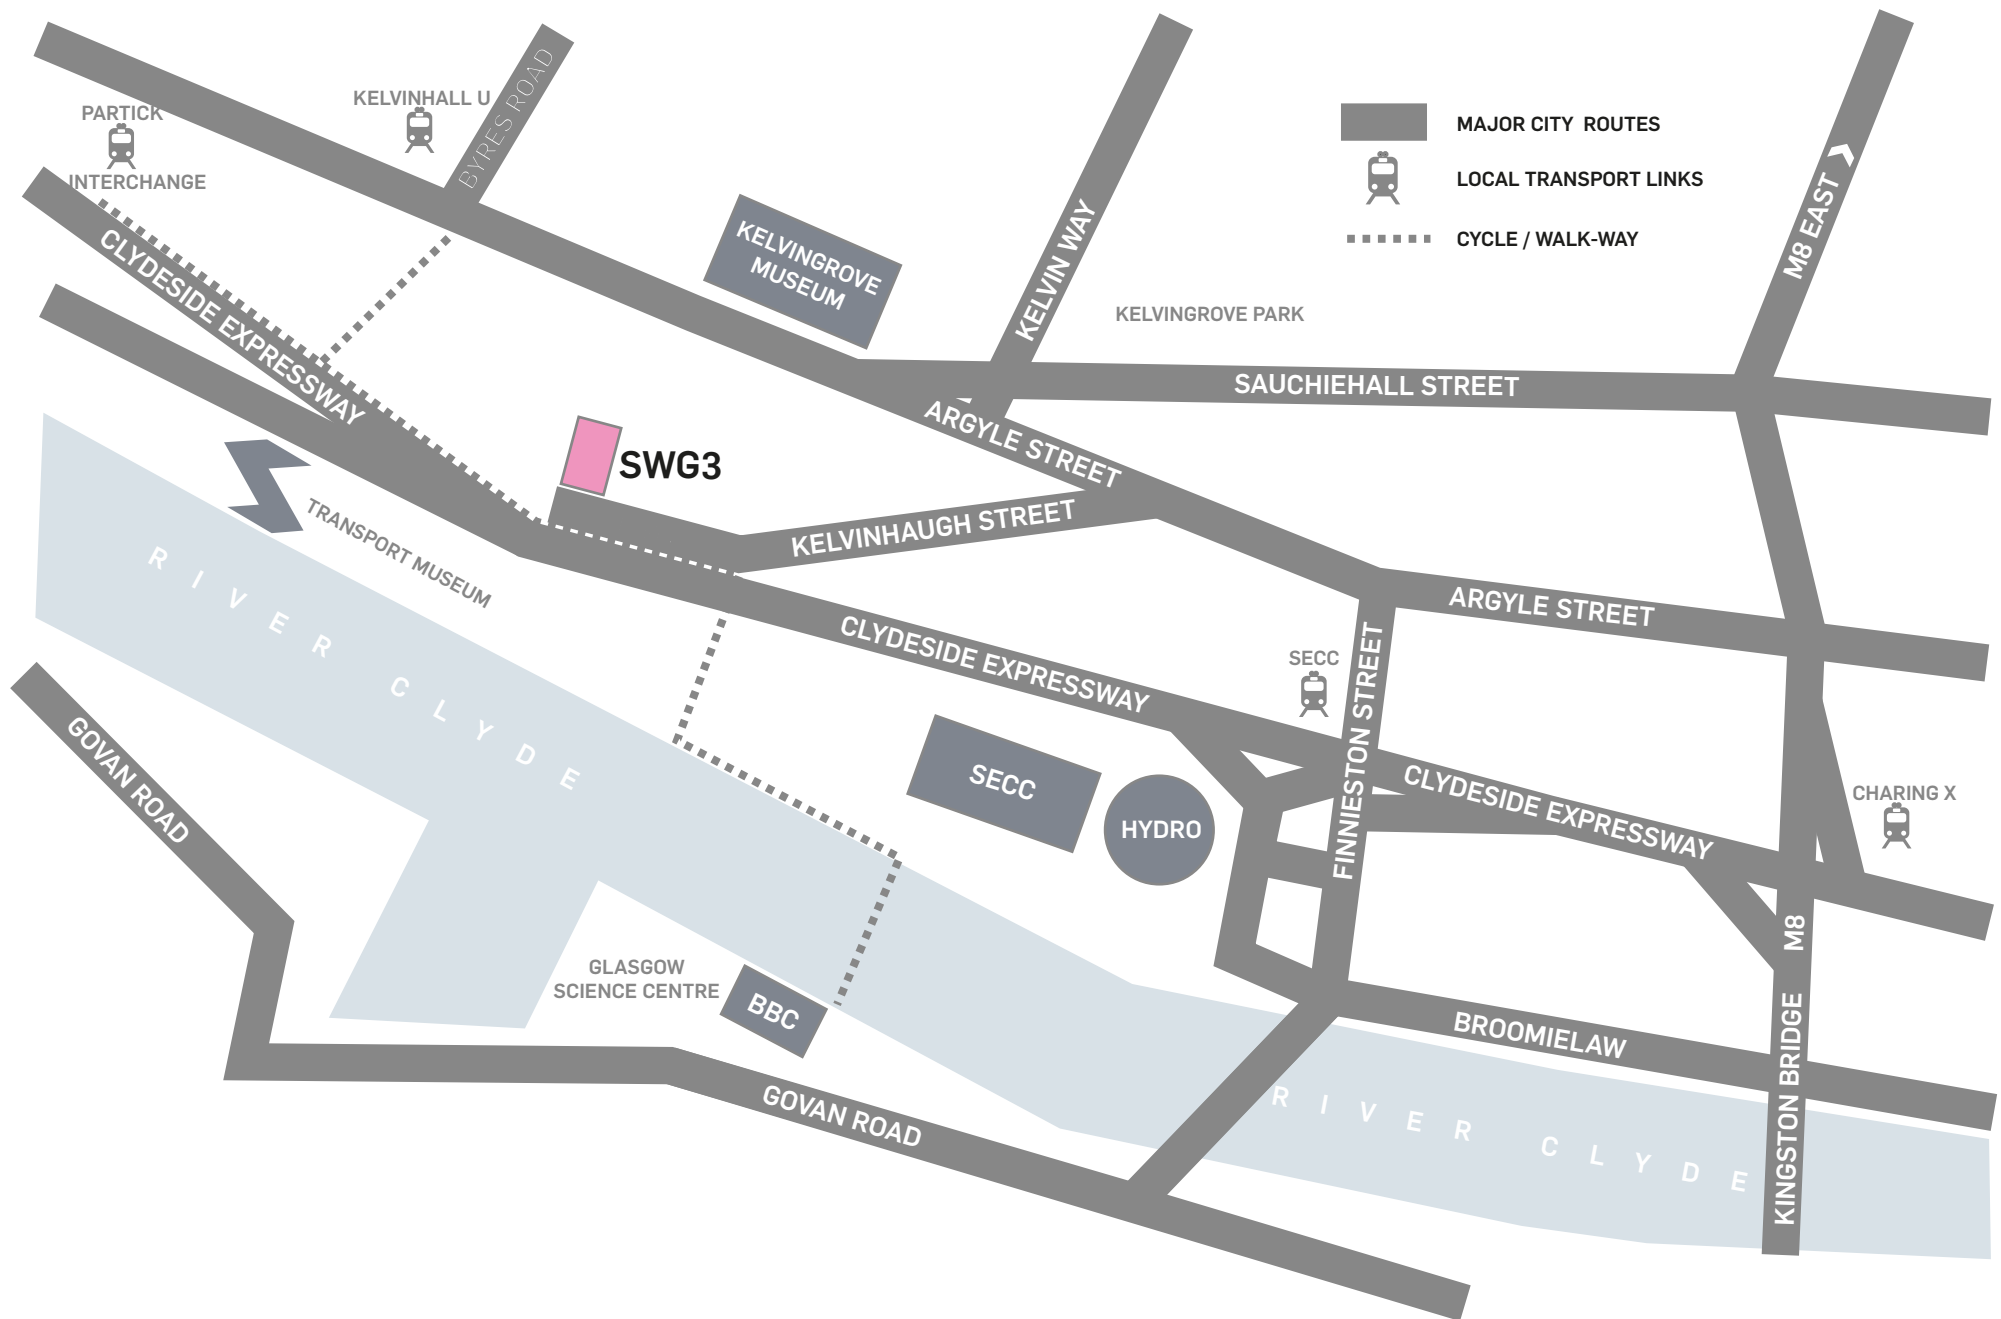 KELVINHALL U
BYRES ROAD
PARTICK
INTERCHANGE
MAJOR CITY ROUTES
LOCAL TRANSPORT LINKS
CYCLE / WALK-WAY
M8 EAST
KELVINGROVE
MUSEUM
KELVIN WAY
KELVINGROVE PARK
CLYDESIDE EXPRESSWAY
SAUCHIEHALL STREET
ARGYLE STREET
SWG3
KELVINHAUGH STREET
TRANSPORT MUSEUM
RIVER CLYDE
ARGYLE STREET
CLYDESIDE EXPRESSWAY
SECC
FINNIESTON STREET
GOVAN ROAD
SECC
HYDRO
CLYDESIDE EXPRESSWAY
CHARING X
M8
GLASGOW
SCIENCE CENTRE
BBC
BROOMIELAW
KINGSTON BRIDGE
GOVAN ROAD
RIVER CLYDE